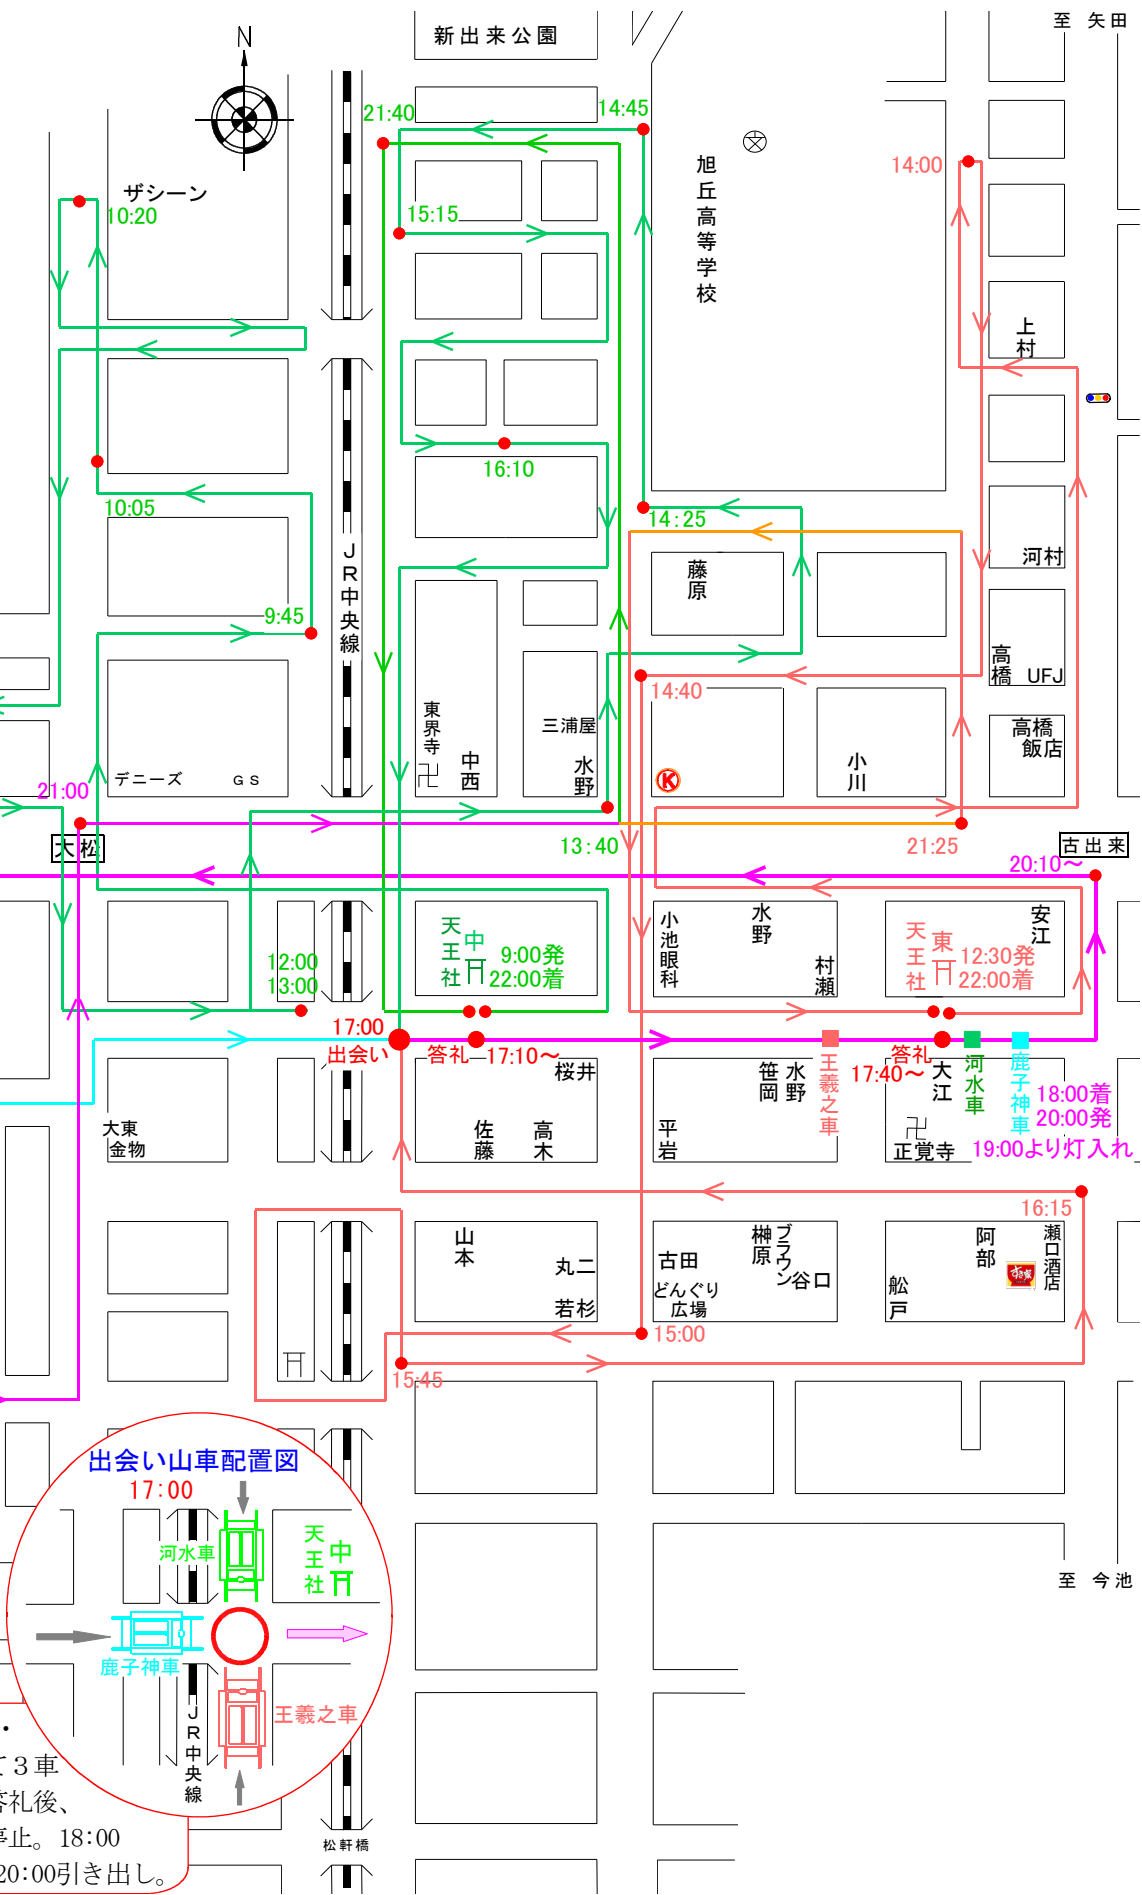 至 矢田
新出来公園
N
21:40
14:45
旭丘高等学校
14:00
ザシーン
10:20
15:15
上村
16:10
10:05
14:25
JR中央線
藤原
河村
9:45
高橋 UFJ
14:40
東界寺
中西
三浦屋
水野
高橋
飯店
小川
K
デニーズ
GS
21:00
大松
13:40
21:25
古出来
20:10～
天王社
中
9:00発
22:00着
小池眼科
水野
村瀬
天王社
東
12:30発
22:00着
安江
12:00
13:00
17:00
出会い
答礼
17:10～
桜井
笹岡
水野
王羲之車
答礼
17:40～
大江
河水車
鹿子神車
18:00着
20:00発
19:00より灯入れ
大東
金物
佐藤
高木
平岩
正覚寺
16:15
山本
丸二
若杉
古田
どんぐり
広場
榊原
ブラウン
谷口
舩戸
阿部
すき家
瀬口酒店
15:00
15:45
出会い山車配置図
17:00
河水車
天王社
中
鹿子神車
王羲之車
JR中央線
至 今池
・
て３車
答礼後、
停止。18:00
20:00引き出し。
松軒橋